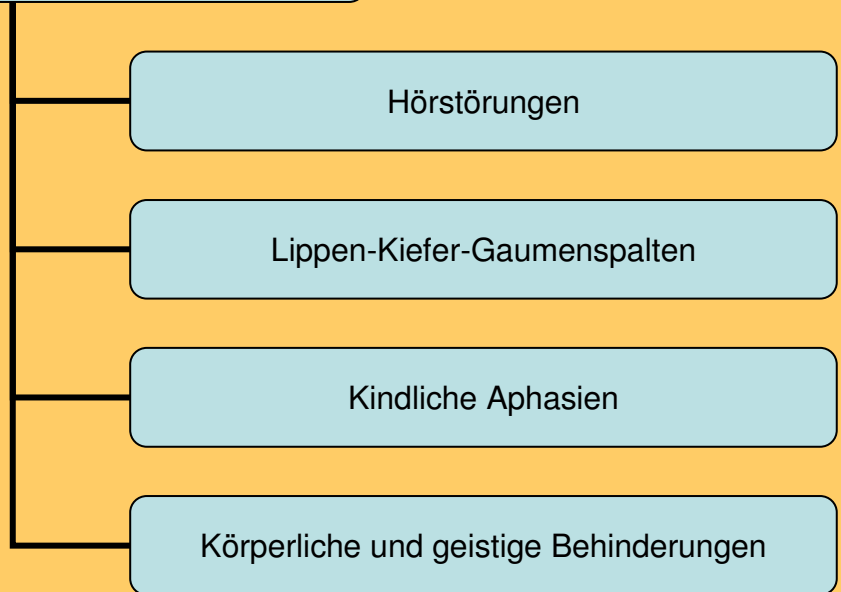 Hörstörungen
Lippen-Kiefer-Gaumenspalten
Kindliche Aphasien
Körperliche und geistige Behinderungen